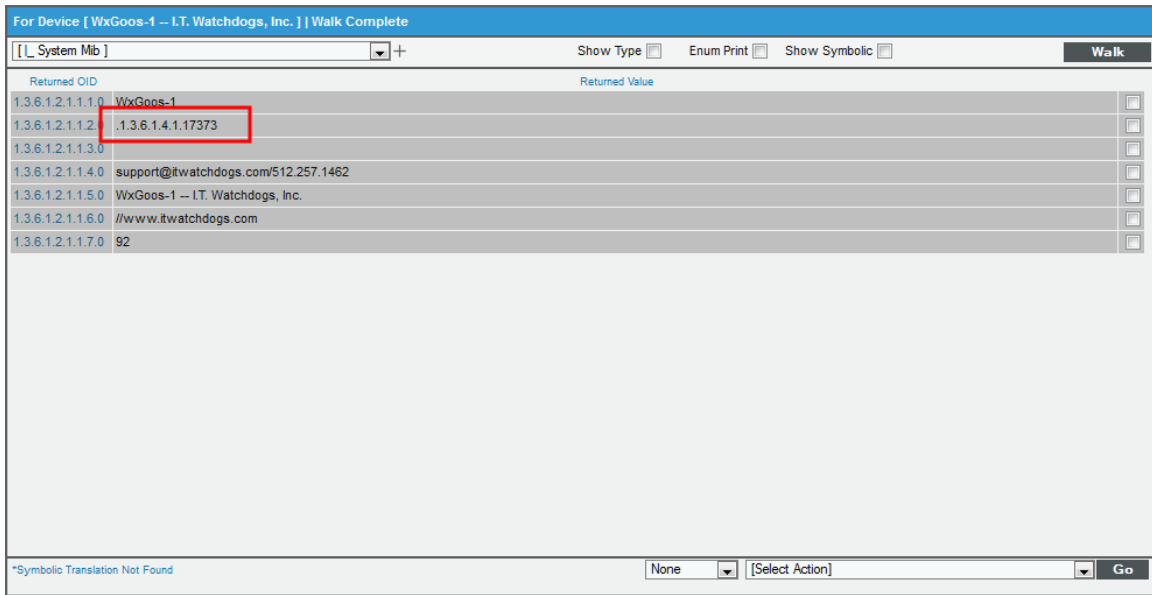 For Device [ WxGoos-1 -- I.T. Watchdogs, Inc. ] | Walk Complete
[ |_ System Mib ] + Show Type Enum Print Show Symbolic Walk
Returned OID Returned Value
1.3.6.1.2.1.1.1.0 WxGoos-1
1.3.6.1.2.1.1.2.0 .1.3.6.1.4.1.17373
1.3.6.1.2.1.1.3.0
1.3.6.1.2.1.1.4.0 support@itwatchdogs.com/512.257.1462
1.3.6.1.2.1.1.5.0 WxGoos-1 -- I.T. Watchdogs, Inc.
1.3.6.1.2.1.1.6.0 //www.itwatchdogs.com
1.3.6.1.2.1.1.7.0 92
*Symbolic Translation Not Found None [Select Action] Go